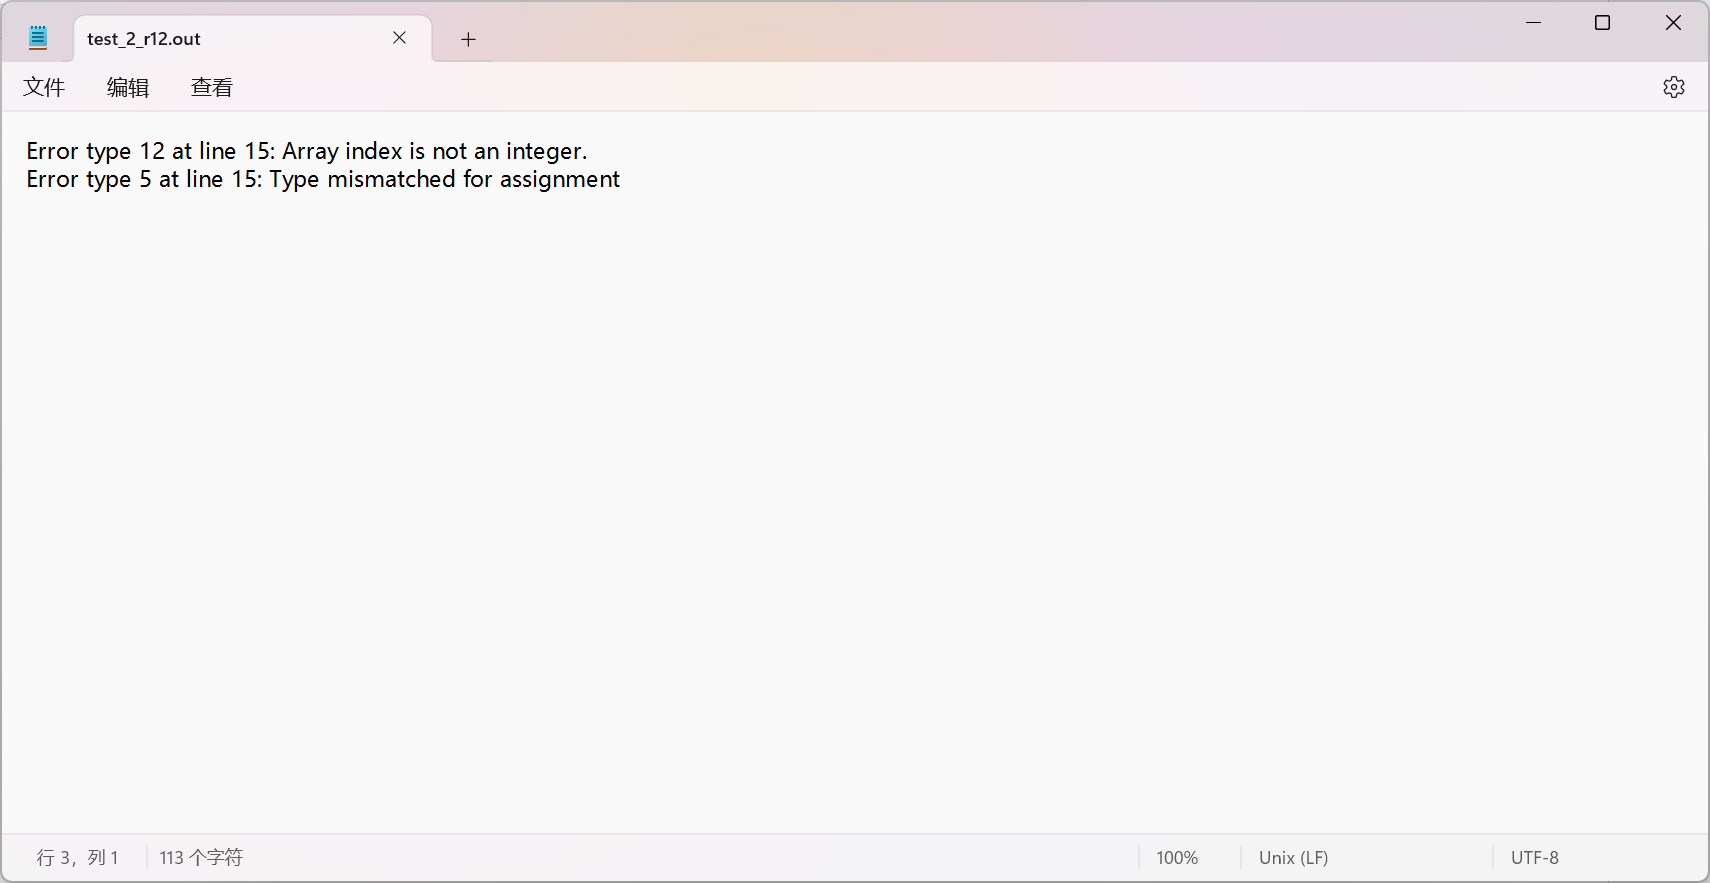 test_2_r12.out
文件 编辑 查看
Error type 12 at line 15: Array index is not an integer.
Error type 5 at line 15: Type mismatched for assignment
行 3，列 1 113 个字符 100% Unix (LF) UTF-8